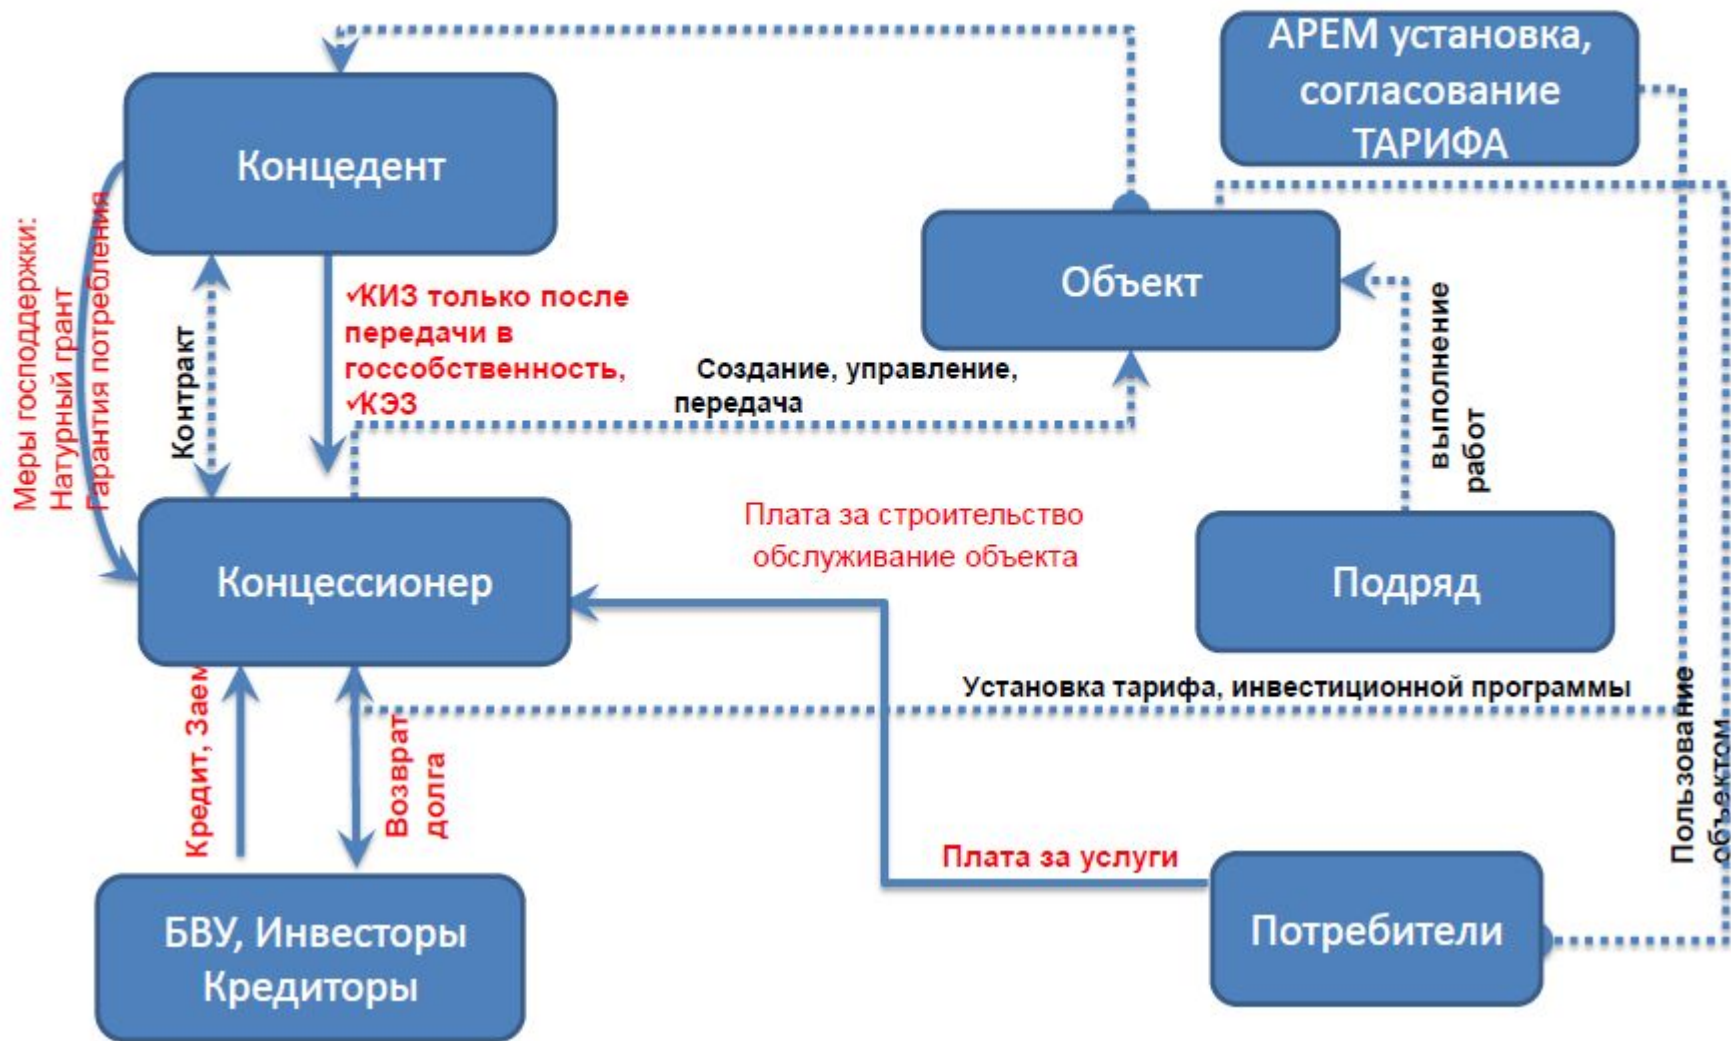 АРЕМ установка,
согласование
ТАРИФА
Концедент
Объект
Меры господдержки:
Натурный грант
Гарантия потребления
Контракт
✓КИЗ только после
передачи в
госсобственность,
✓КЭЗ
Создание, управление,
передача
выполнение
работ
Плата за строительство
обслуживание объекта
Концессионер
Подряд
Установка тарифа, инвестиционной программы
Пользование
объектом
Кредит, Заем
Возврат
долга
Плата за услуги
БВУ, Инвесторы
Кредиторы
Потребители